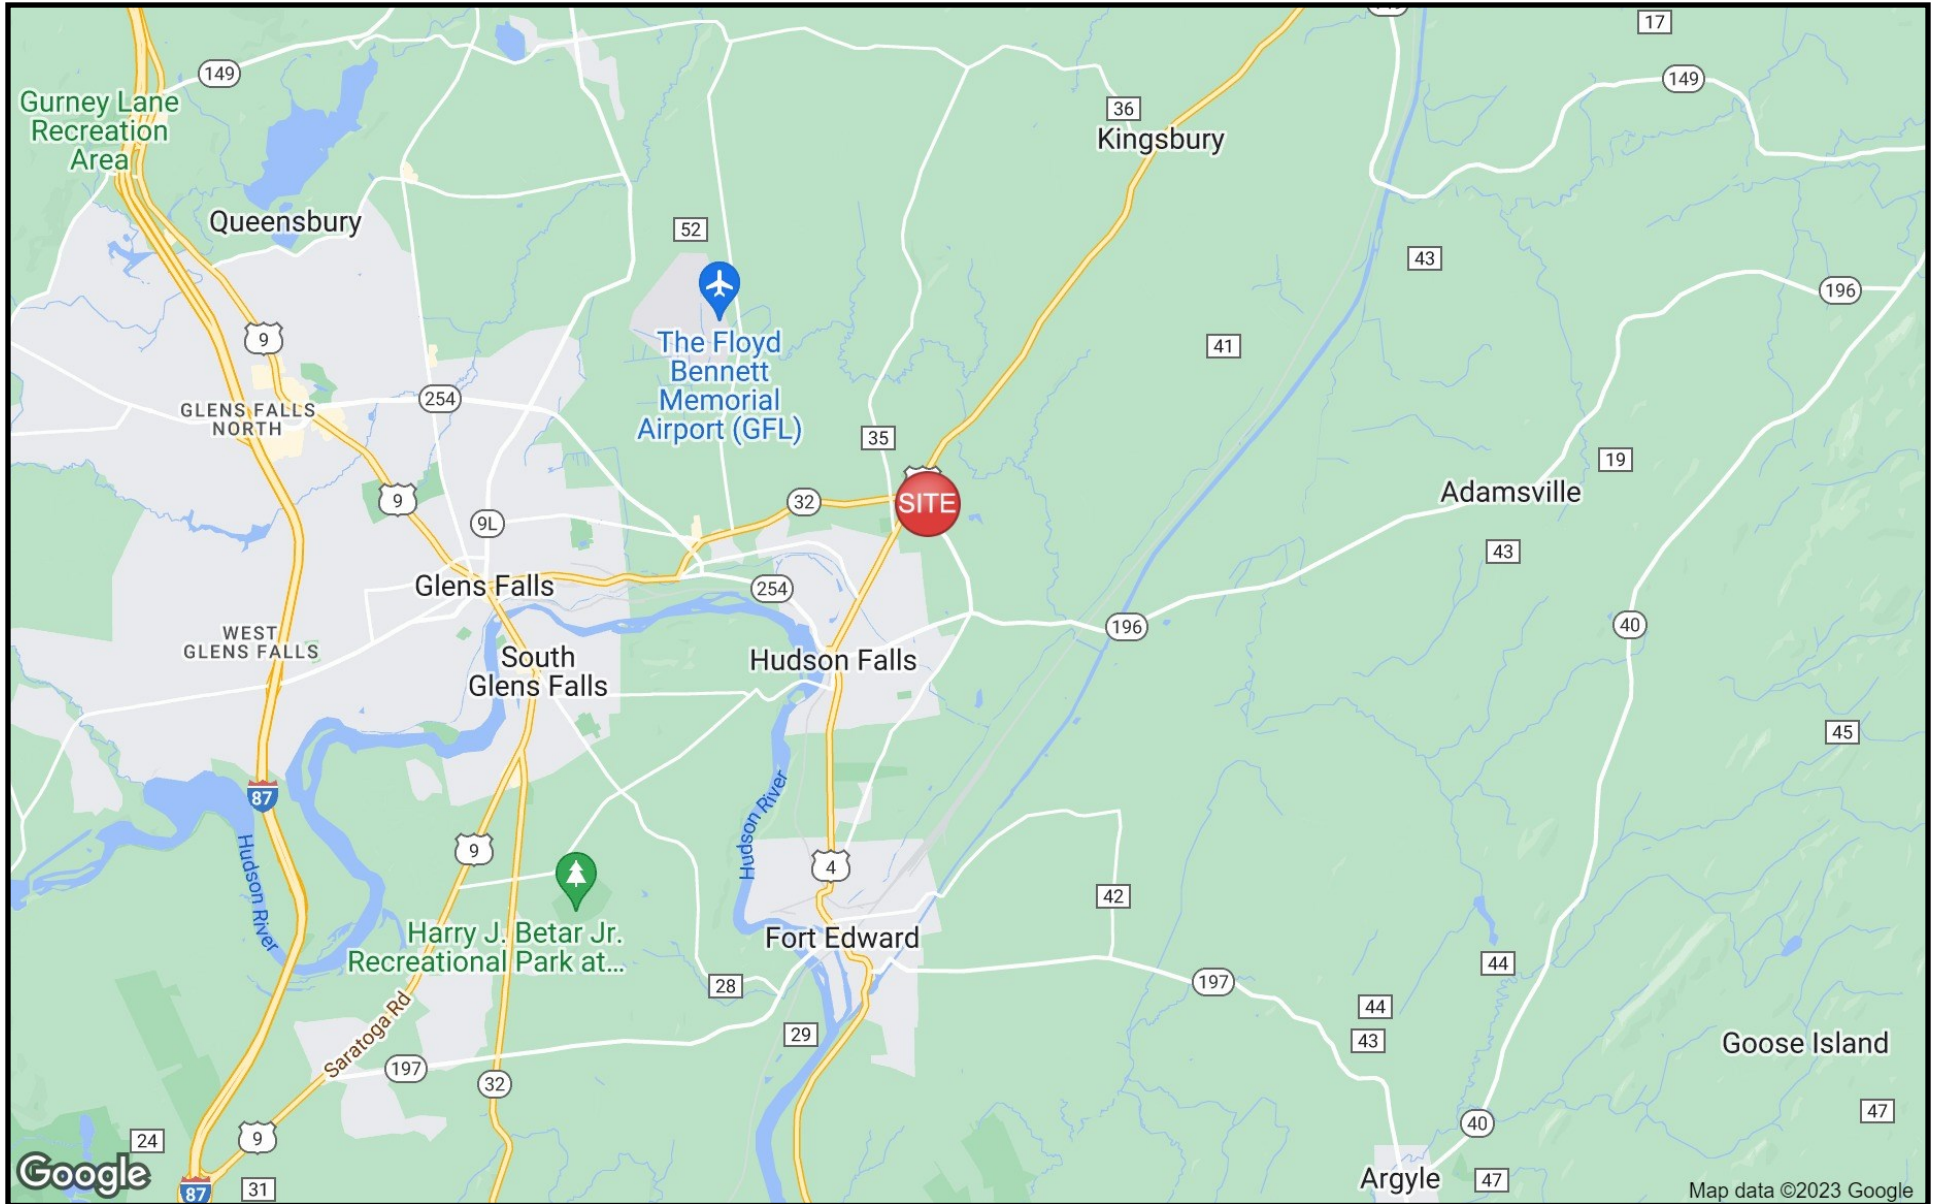 17
149
149
Gurney Lane
Recreation
Area
36
Kingsbury
Queensbury
52
43
196
9
The Floyd
Bennett
Memorial
Airport (GFL)
41
254
GLENS FALLS
NORTH
35
19
9
32
SITE
Adamsville
9L
43
Glens Falls
254
196
40
WEST
GLENS FALLS
South
Glens Falls
Hudson Falls
45
87
Hudson River
Hudson River
9
4
42
Harry J. Betar Jr.
Recreational Park at...
Fort Edward
28
197
44
44
29
43
Goose Island
Saratoga Rd
197
32
47
24
9
40
Google
87
31
Argyle
47
Map data ©2023 Google